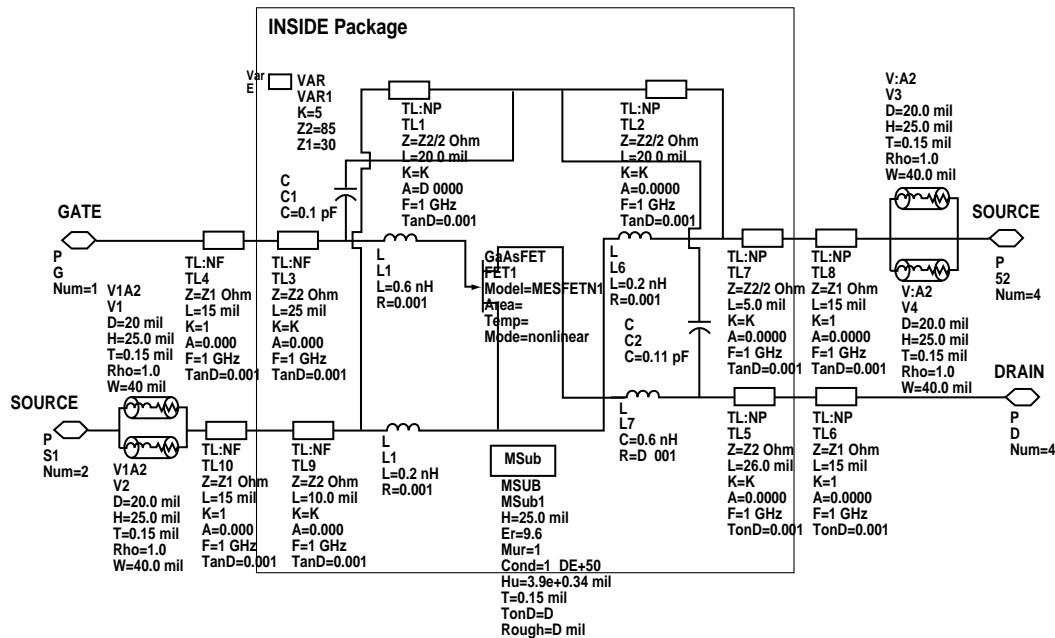 INSIDE Package
Var
E
VAR
VAR1
K=5
Z2=85
Z1=30
TL:NP
TL1
Z=Z2/2 Ohm
L=20 0 mil
K=K
A=D 0000
F=1 GHz
TanD=0.001
TL:NP
TL2
Z=Z2/2 Ohm
L=20.0 mil
K=K
A=0.0000
F=1 GHz
TanD=0.001
V:A2
V3
D=20.0 mil
H=25.0 mil
T=0.15 mil
Rho=1.0
W=40.0 mil
C
C1
C=0.1 pF
GATE
P
G
Num=1
TL:NF
TL4
Z=Z1 Ohm
L=15 mil
K=1
A=0.000
F=1 GHz
TanD=0.001
TL:NF
TL3
Z=Z2 Ohm
L=25 mil
K=K
A=0.000
F=1 GHz
TanD=0.001
L
L1
L=0.6 nH
R=0.001
GaAsFET
FET1
Model=MESFETN1
Area=
Temp=
Mode=nonlinear
L
L6
L=0.2 nH
R=0.001
C
C2
C=0.11 pF
TL:NP
TL7
Z=Z2/2 Ohm
L=5.0 mil
K=K
A=0.0000
F=1 GHz
TanD=0.001
TL:NP
TL8
Z=Z1 Ohm
L=15 mil
K=1
A=0.0000
F=1 GHz
TanD=0.001
SOURCE
P
52
Num=4
V:A2
V4
D=20.0 mil
H=25.0 mil
T=0.15 mil
Rho=1.0
W=40.0 mil
V1A2
V1
D=20 mil
H=25.0 mil
T=0.15 mil
Rho=1.0
W=40 mil
SOURCE
P
S1
Num=2
V1A2
V2
D=20.0 mil
H=25.0 mil
T=0.15 mil
Rho=1.0
W=40.0 mil
TL:NF
TL10
Z=Z1 Ohm
L=15 mil
K=1
A=0.000
F=1 GHz
TanD=0.001
TL:NF
TL9
Z=Z2 Ohm
L=10.0 mil
K=K
A=0.000
F=1 GHz
TanD=0.001
L
L1
L=0.2 nH
R=0.001
MSub
MSUB
MSub1
H=25.0 mil
Er=9.6
Mur=1
Cond=1 DE+50
Hu=3.9e+0.34 mil
T=0.15 mil
TonD=D
Rough=D mil
L
L7
C=0.6 nH
R=D 001
TL:NP
TL5
Z=Z2 Ohm
L=26.0 mil
K=K
A=0.0000
F=1 GHz
TonD=0.001
TL:NP
TL6
Z=Z1 Ohm
L=15 mil
K=1
A=0.0000
F=1 GHz
TonD=0.001
DRAIN
P
D
Num=4